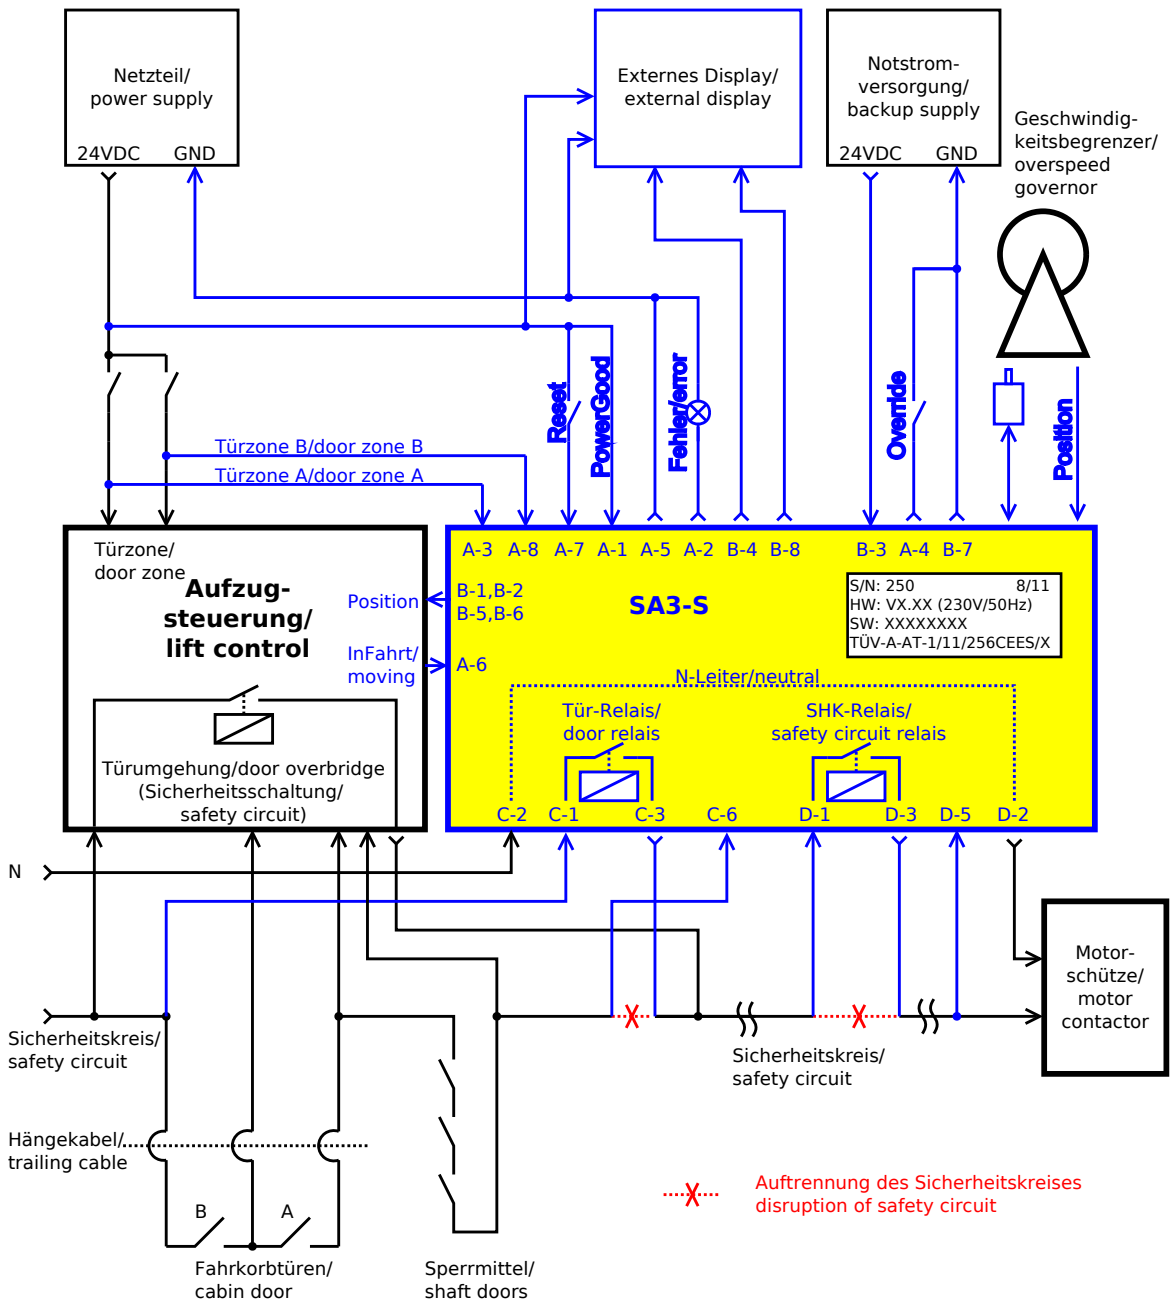 Netzteil/
power supply
24VDC GND
Externes Display/
external display
Notstrom-
versorgung/
backup supply
24VDC GND
Geschwindig-
keitsbegrenzer/
overspeed
governor
Reset
PowerGood
Fehler/error
Override
Position
Türzone B/door zone B
Türzone A/door zone A
Türzone/
door zone
Aufzug-
steuerung/
lift control
Position
InFahrt/
moving
A-3 A-8 A-7 A-1 A-5 A-2 B-4 B-8 B-3 A-4 B-7
B-1,B-2
B-5,B-6
A-6
SA3-S
S/N: 250 8/11
HW: VX.XX (230V/50Hz)
SW: XXXXXXXX
TÜV-A-AT-1/11/256CEES/X
N-Leiter/neutral
Tür-Relais/
door relais
SHK-Relais/
safety circuit relais
Türumgehung/door overbridge
(Sicherheitsschaltung/
safety circuit)
C-2 C-1 C-3 C-6 D-1 D-3 D-5 D-2
N
Motor-
schütze/
motor
contactor
Sicherheitskreis/
safety circuit
Sicherheitskreis/
safety circuit
Hängekabel/
trailing cable
B A
Auftrennung des Sicherheitskreises
disruption of safety circuit
Fahrkorbtüren/
cabin door
Sperrmittel/
shaft doors